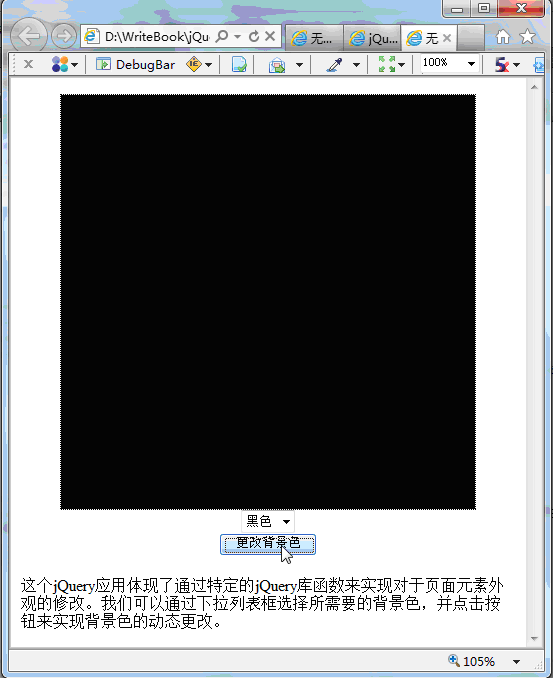 D:\WriteBook\jQu
无...
jQu...
无
DebugBar
100%
黑色
更改背景色
这个jQuery应用体现了通过特定的jQuery库函数来实现对于页面元素外
观的修改。我们可以通过下拉列表框选择所需要的背景色，并点击按
钮来实现背景色的动态更改。
105%